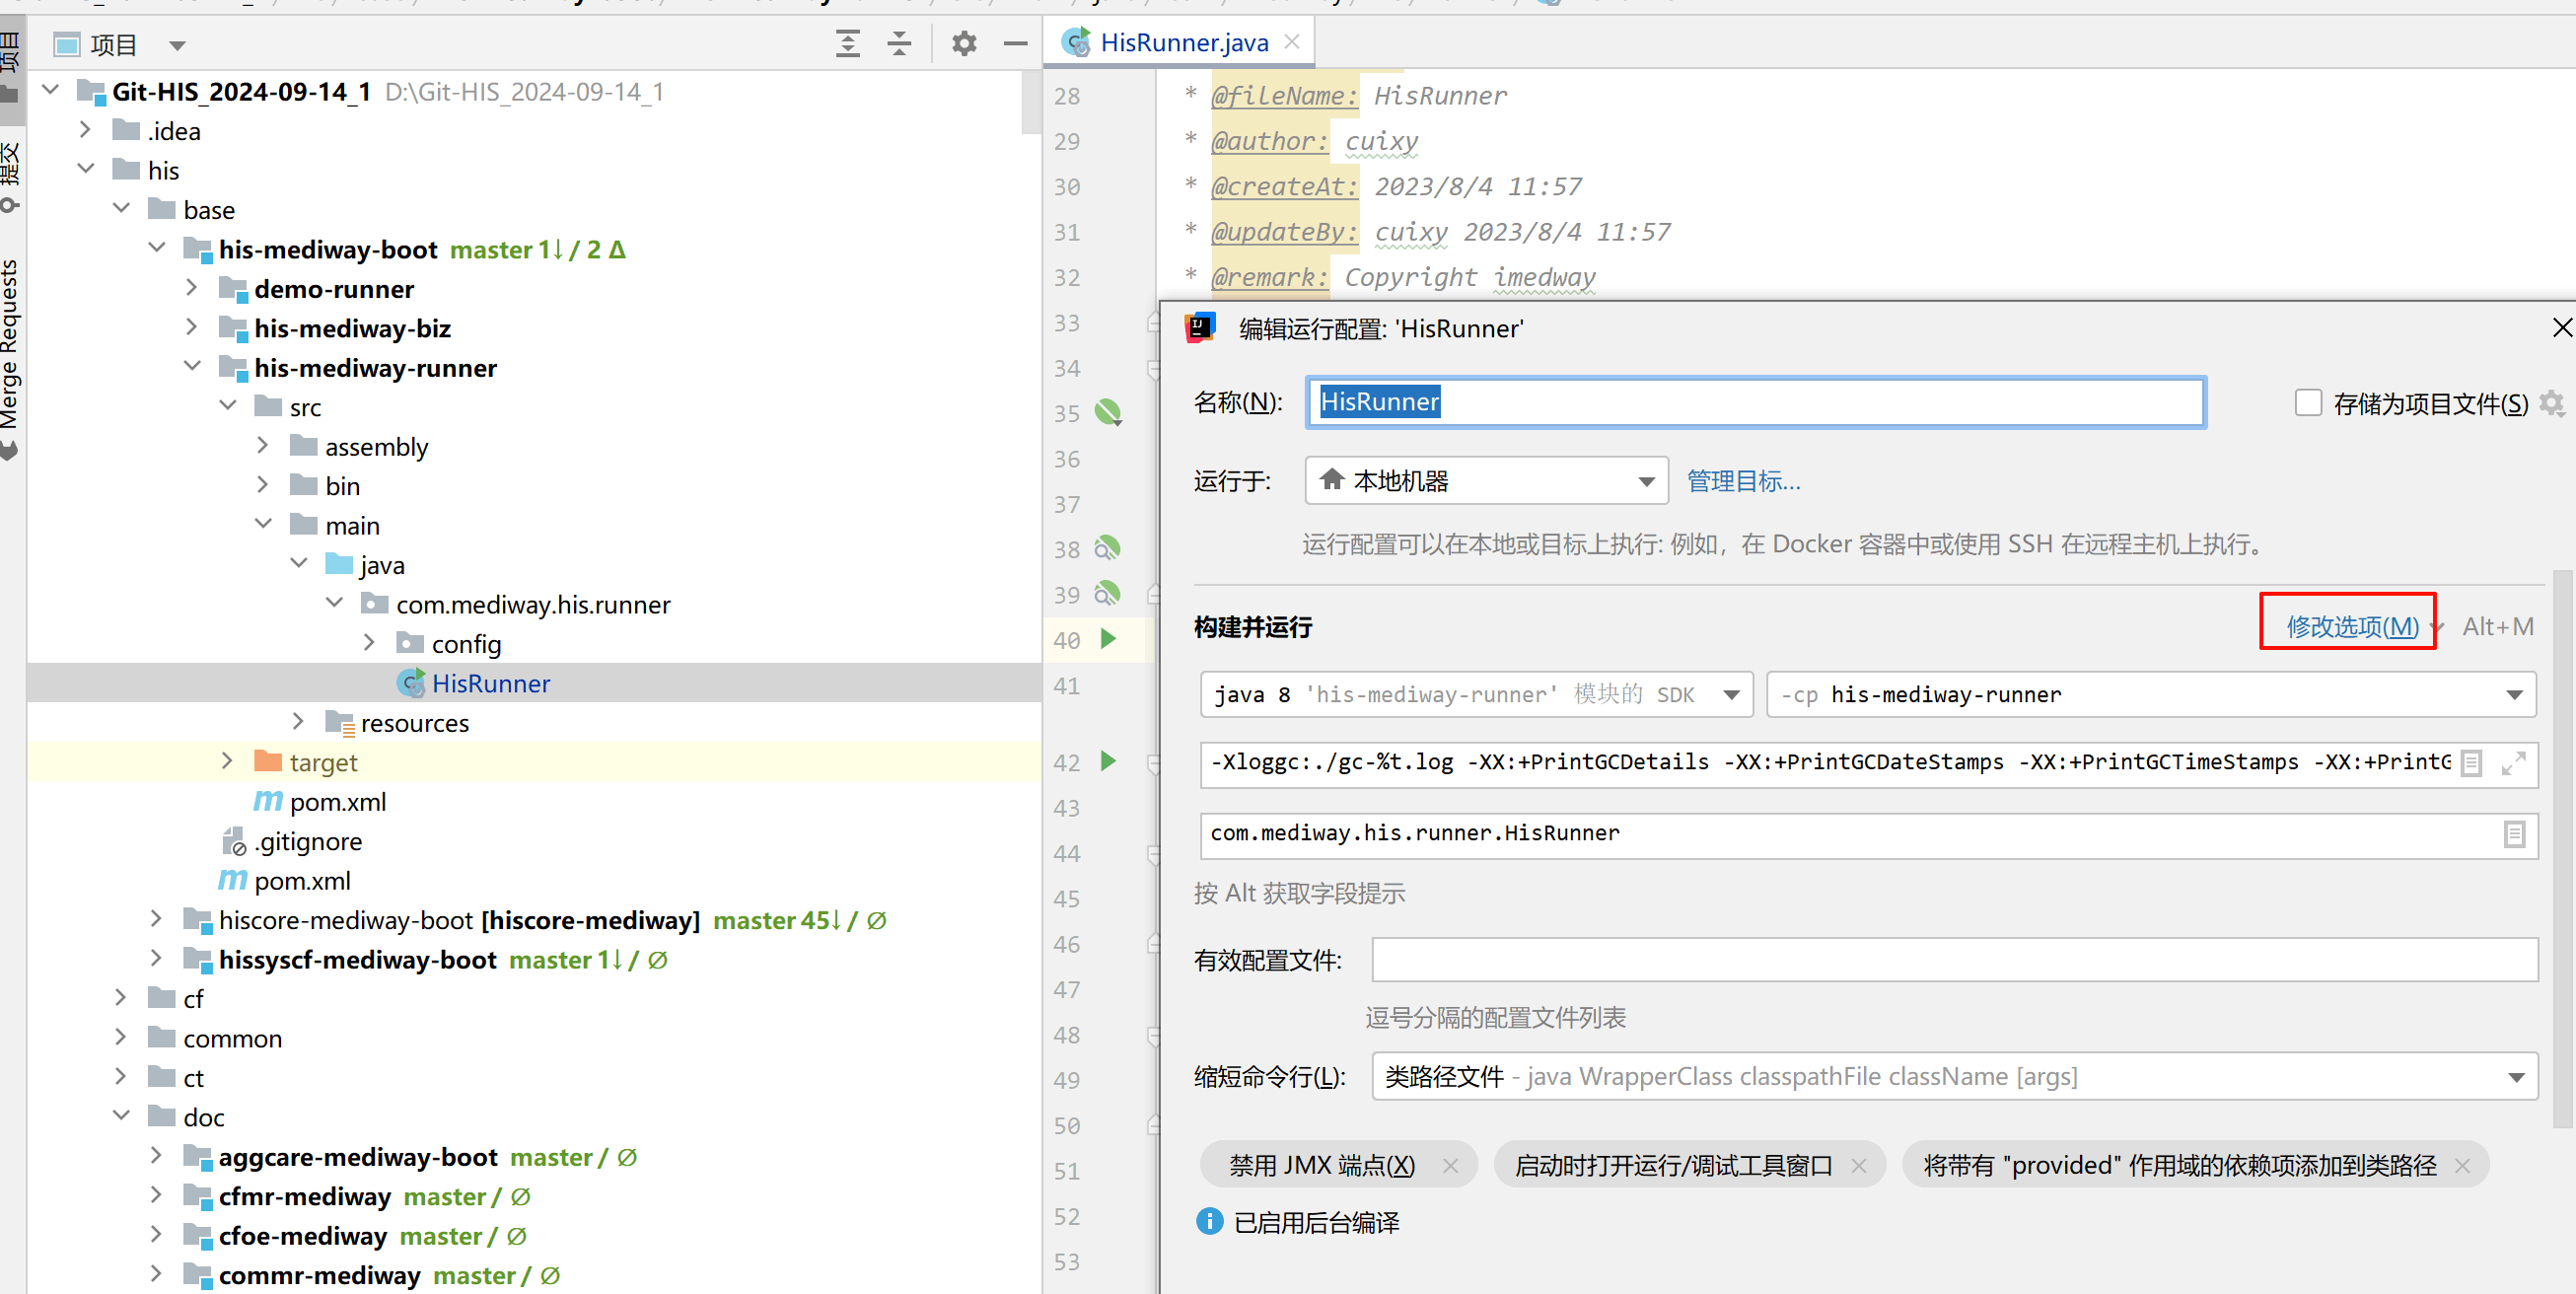 项目
提交
Merge Requests
项目
Git-HIS_2024-09-14_1 D:\Git-HIS_2024-09-14_1
.idea
his
base
his-mediway-boot master 1↓ / 2 Δ
demo-runner
his-mediway-biz
his-mediway-runner
src
assembly
bin
main
java
com.mediway.his.runner
config
HisRunner
resources
target
pom.xml
.gitignore
pom.xml
hiscore-mediway-boot [hiscore-mediway] master 45↓ / ∅
hissyscf-mediway-boot master 1↓ / ∅
cf
common
ct
doc
aggcare-mediway-boot master / ∅
cfmr-mediway master / ∅
cfoe-mediway master / ∅
commr-mediway master / ∅
HisRunner.java
28 * @fileName: HisRunner
29 * @author: cuixy
30 * @createAt: 2023/8/4 11:57
31 * @updateBy: cuixy 2023/8/4 11:57
32 * @remark: Copyright imedway
33
34
35
36
37
38
39
40
41
42
43
44
45
46
47
48
49
50
51
52
53
编辑运行配置: 'HisRunner'
名称(N): HisRunner 存储为项目文件(S)
运行于: 本地机器 管理目标...
运行配置可以在本地或目标上执行: 例如，在 Docker 容器中或使用 SSH 在远程主机上执行。
构建并运行 修改选项(M) Alt+M
java 8 'his-mediway-runner' 模块的 SDK -cp his-mediway-runner
-Xloggc:./gc-%t.log -XX:+PrintGCDetails -XX:+PrintGCDateStamps -XX:+PrintGCTimeStamps -XX:+PrintG
com.mediway.his.runner.HisRunner
按 Alt 获取字段提示
有效配置文件:
逗号分隔的配置文件列表
缩短命令行(L): 类路径文件 - java WrapperClass classpathFile className [args]
禁用 JMX 端点(X) 启动时打开运行/调试工具窗口 将带有 "provided" 作用域的依赖项添加到类路径
已启用后台编译